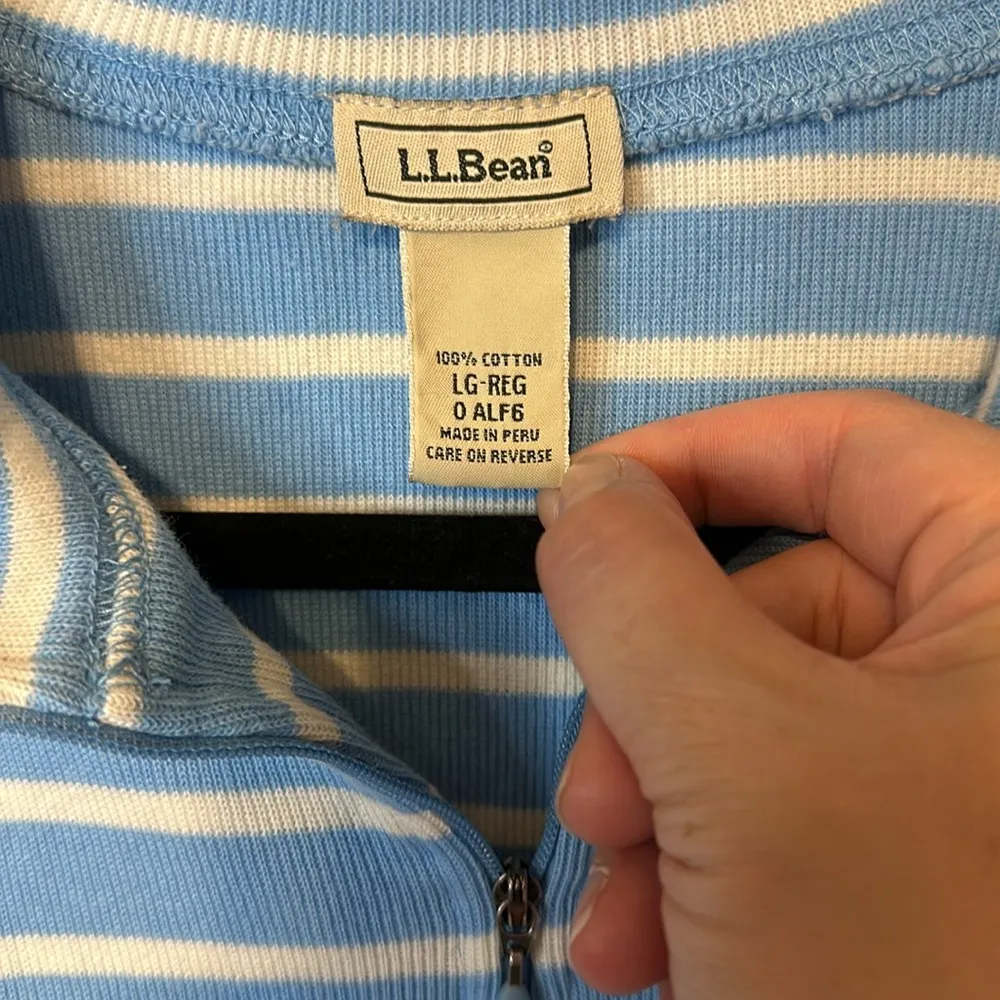 L.L.Bean®
100% COTTON
LG-REG
0 ALF6
MADE IN PERU
CARE ON REVERSE